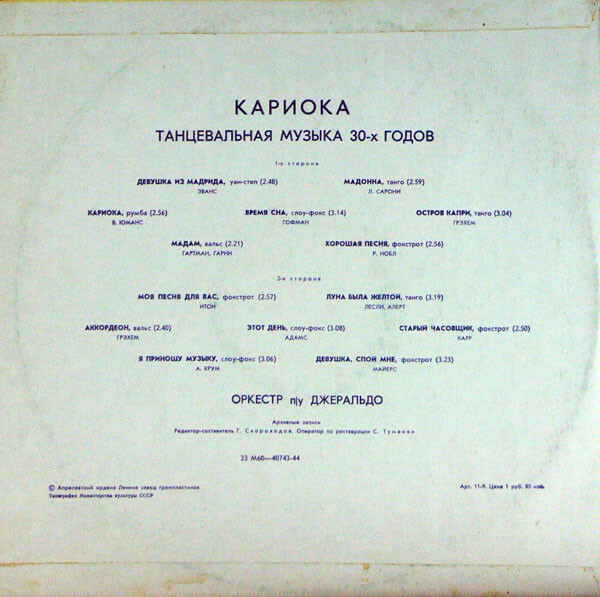 КАРИОКА
ТАНЦЕВАЛЬНАЯ МУЗЫКА 30-х ГОДОВ
1-я сторона
ДЕВУШКА ИЗ МАДРИДА, уан-степ (2.48) МАДОННА, танго (2.59)
ЭВАНС Л. САРОНИ
КАРИОКА, румба (2.56) ВРЕМЯ СНА, слоу-фокс (3.14) ОСТРОВ КАПРИ, танго (3.04)
В. ЮМАНС ГОФМАН ГРЭХЕМ
МАДАМ, вальс (2.21) ХОРОШАЯ ПЕСНЯ, фокстрот (2.56)
ГАРТМАН, ГАРНИ Р. НОБЛ
2-я сторона
МОЯ ПЕСНЯ ДЛЯ ВАС, фокстрот (2.57) ЛУНА БЫЛА ЖЕЛТОЙ, танго (3.19)
ИТОН ЛЕСЛИ, АЛЕРТ
АККОРДЕОН, вальс (2.40) ЭТОТ ДЕНЬ, слоу-фокс (3.08) СТАРЫЙ ЧАСОВЩИК, фокстрот (2.50)
ГРЭХЕМ АДАМС КАРР
Я ПРИНОШУ МУЗЫКУ, слоу-фокс (3.06) ДЕВУШКА, СПОЙ МНЕ, фокстрот (3.23)
А. КРУМ МАЙЕРС
ОРКЕСТР п/у ДЖЕРАЛЬДО
Архивные записи
Редактор-составитель Г. Скороходов. Оператор по реставрации С.
33 М60—40743-44
© Апрелевский ордена Ленина завод грампластинок Арт. 11-9. Цена 1 руб. 85 коп.
Типография Министерства культуры СССР